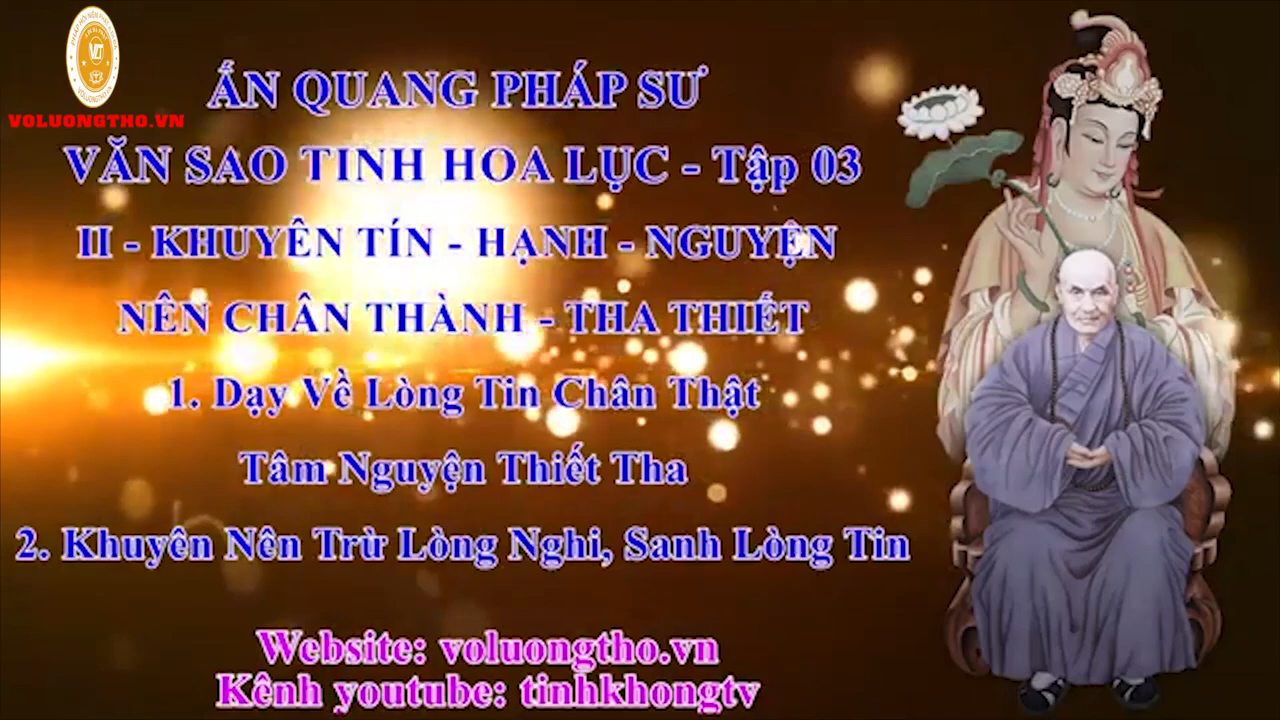 VOLUONGTHO.VN
ẤN QUANG PHÁP SƯ
VĂN SAO TINH HOA LỤC - Tập 03
II - KHUYÊN TÍN - HẠNH - NGUYỆN
NÊN CHÂN THÀNH - THA THIẾT
1. Dạy Về Lòng Tin Chân Thật
Tâm Nguyện Thiết Tha
2. Khuyên Nên Trừ Lòng Nghi, Sanh Lòng Tin
Website: voluongtho.vn
Kênh youtube: tinhkhongtv